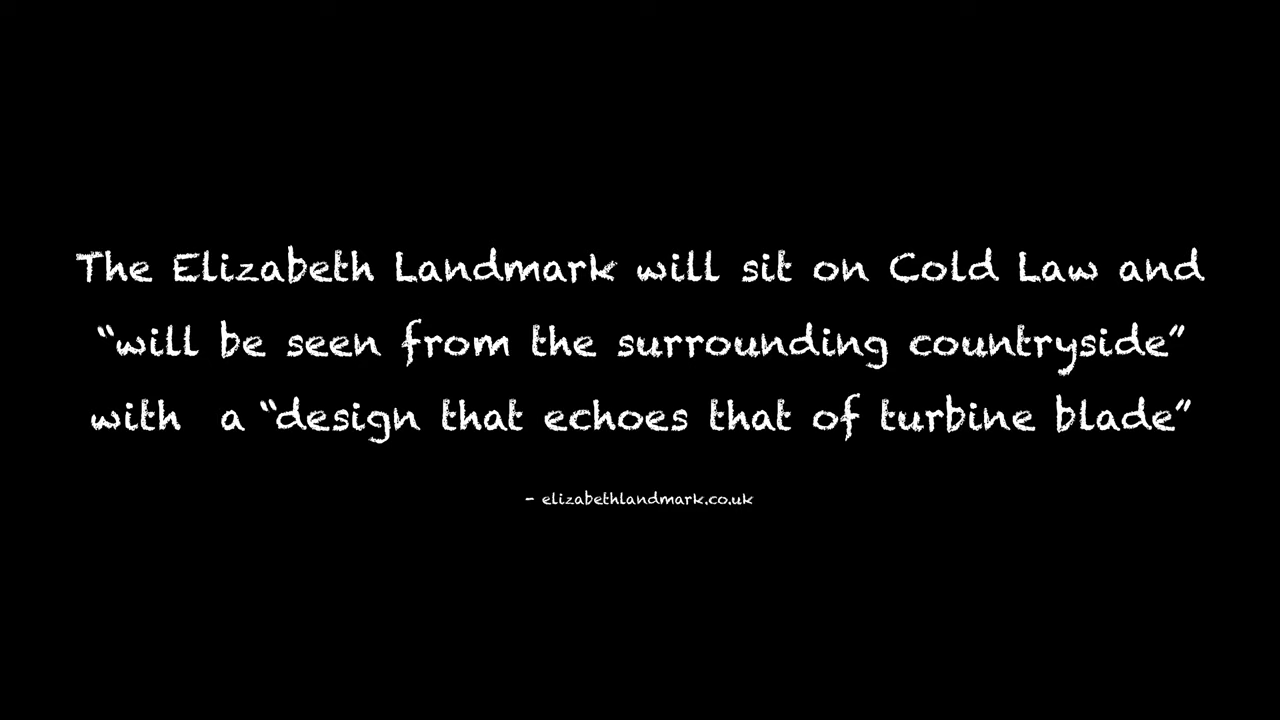 The Elizabeth Landmark will sit on Cold Law and
“will be seen from the surrounding countryside”
with a “design that echoes that of turbine blade”
- elizabethlandmark.co.uk